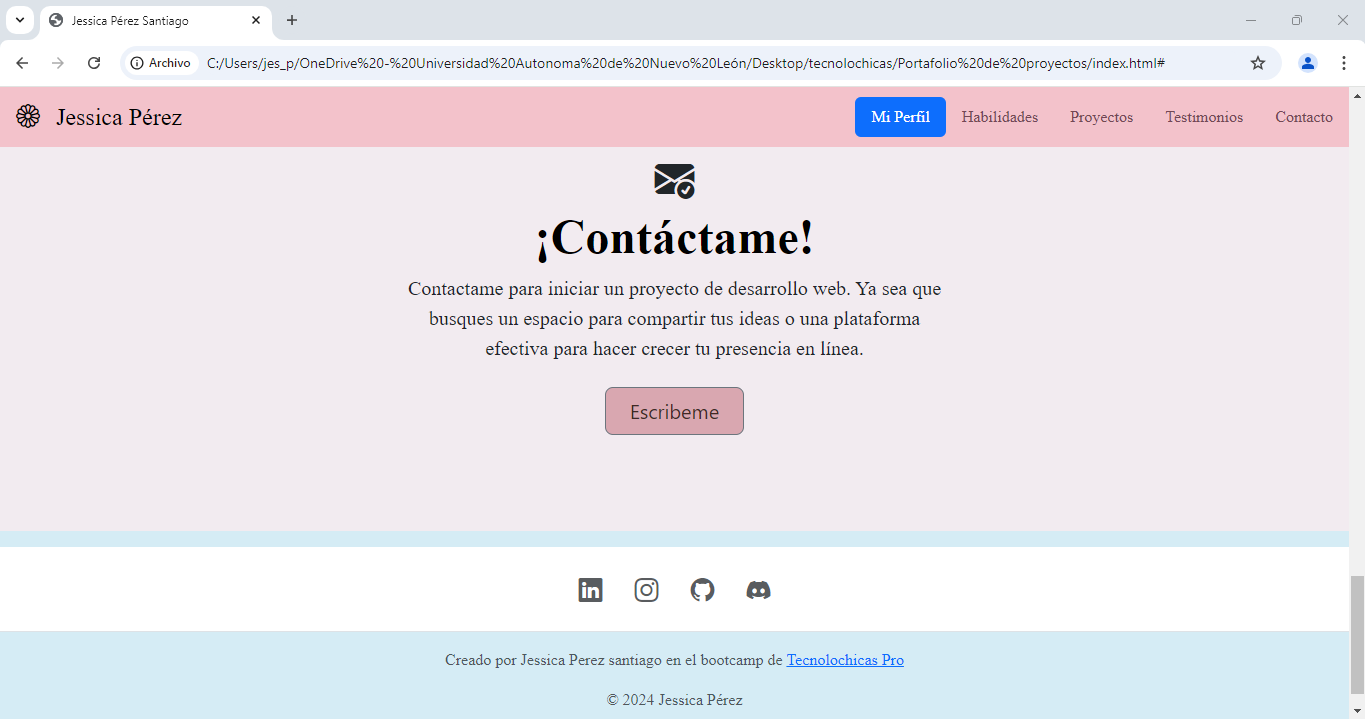 Jessica Pérez Santiago
Archivo
C:/Users/jes_p/OneDrive%20-%20Universidad%20Autonoma%20de%20Nuevo%20León/Desktop/tecnolochicas/Portafolio%20de%20proyectos/index.html#
Jessica Pérez
Mi Perfil
Habilidades
Proyectos
Testimonios
Contacto
¡Contáctame!
Contactame para iniciar un proyecto de desarrollo web. Ya sea que
busques un espacio para compartir tus ideas o una plataforma
efectiva para hacer crecer tu presencia en línea.
Escribeme
Creado por Jessica Perez santiago en el bootcamp de Tecnolochicas Pro
© 2024 Jessica Pérez